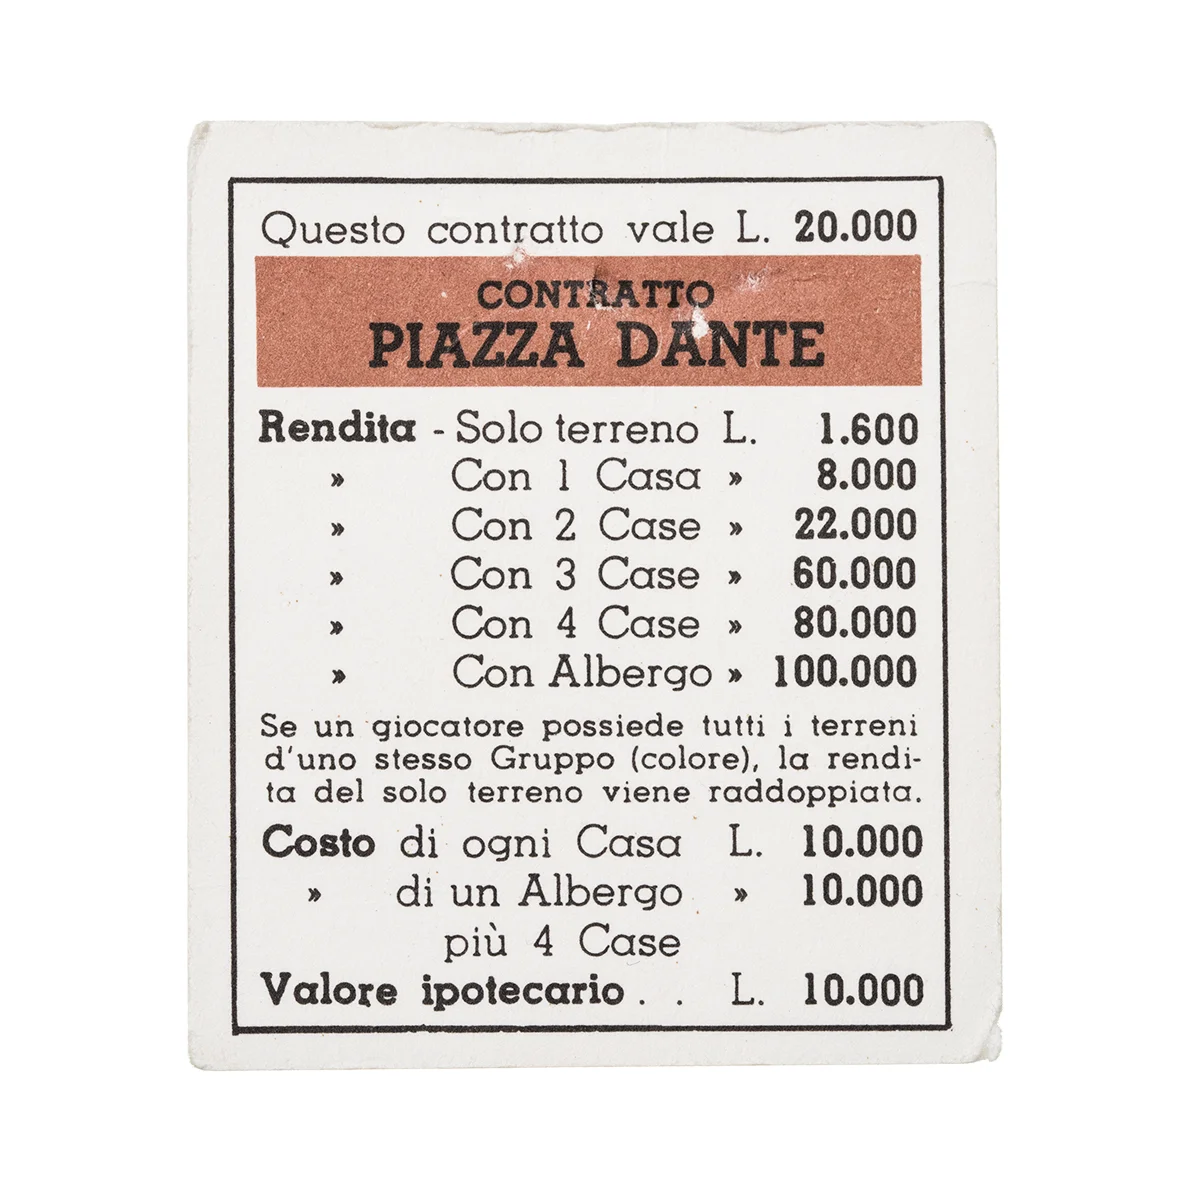 Questo contratto vale L. 20.000
CONTRATTO
PIAZZA DANTE
Rendita - Solo terreno L. 1.600
» Con 1 Casa » 8.000
» Con 2 Case » 22.000
» Con 3 Case » 60.000
» Con 4 Case » 80.000
» Con Albergo » 100.000
Se un giocatore possiede tutti i terreni
d'uno stesso Gruppo (colore), la rendi-
ta del solo terreno viene raddoppiata.
Costo di ogni Casa L. 10.000
» di un Albergo » 10.000
più 4 Case
Valore ipotecario . . L. 10.000